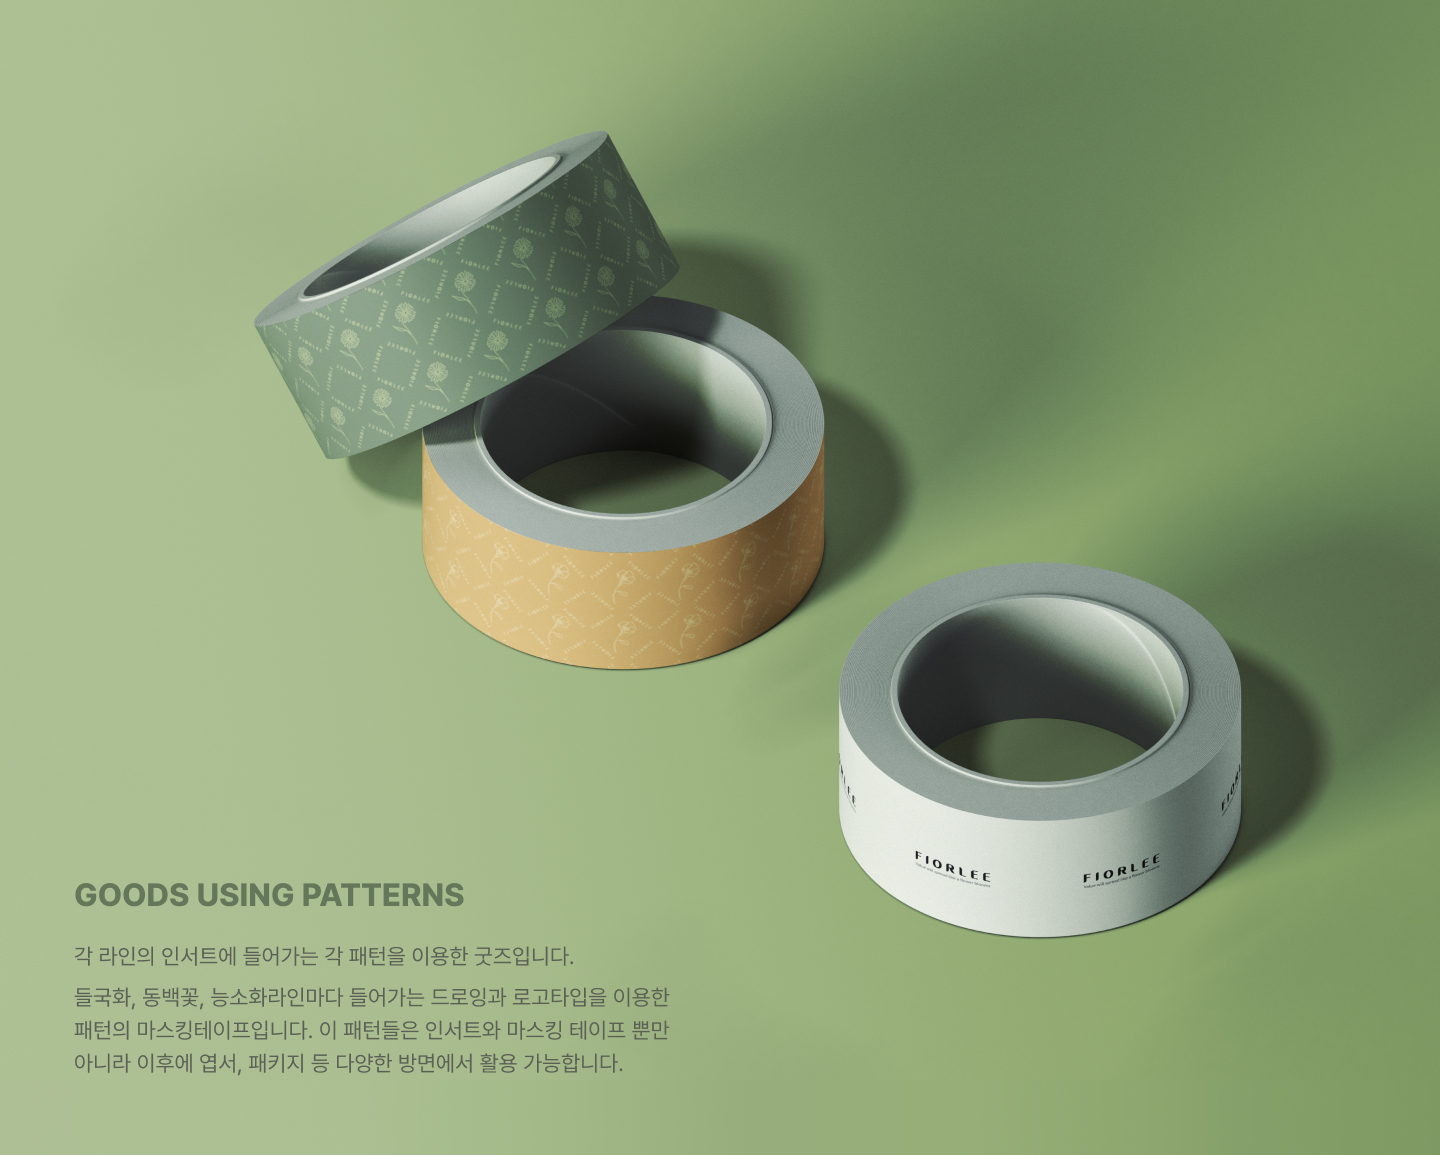 FIORLEE
FIORLEE
FIORLEE
FIORLEE
GOODS USING PATTERNS
각 라인의 인서트에 들어가는 각 패턴을 이용한 굿즈입니다.
들국화, 동백꽃, 능소화라인마다 들어가는 드로잉과 로고타입을 이용한
패턴의 마스킹테이프입니다. 이 패턴들은 인서트와 마스킹 테이프 뿐만
아니라 이후에 엽서, 패키지 등 다양한 방면에서 활용 가능합니다.